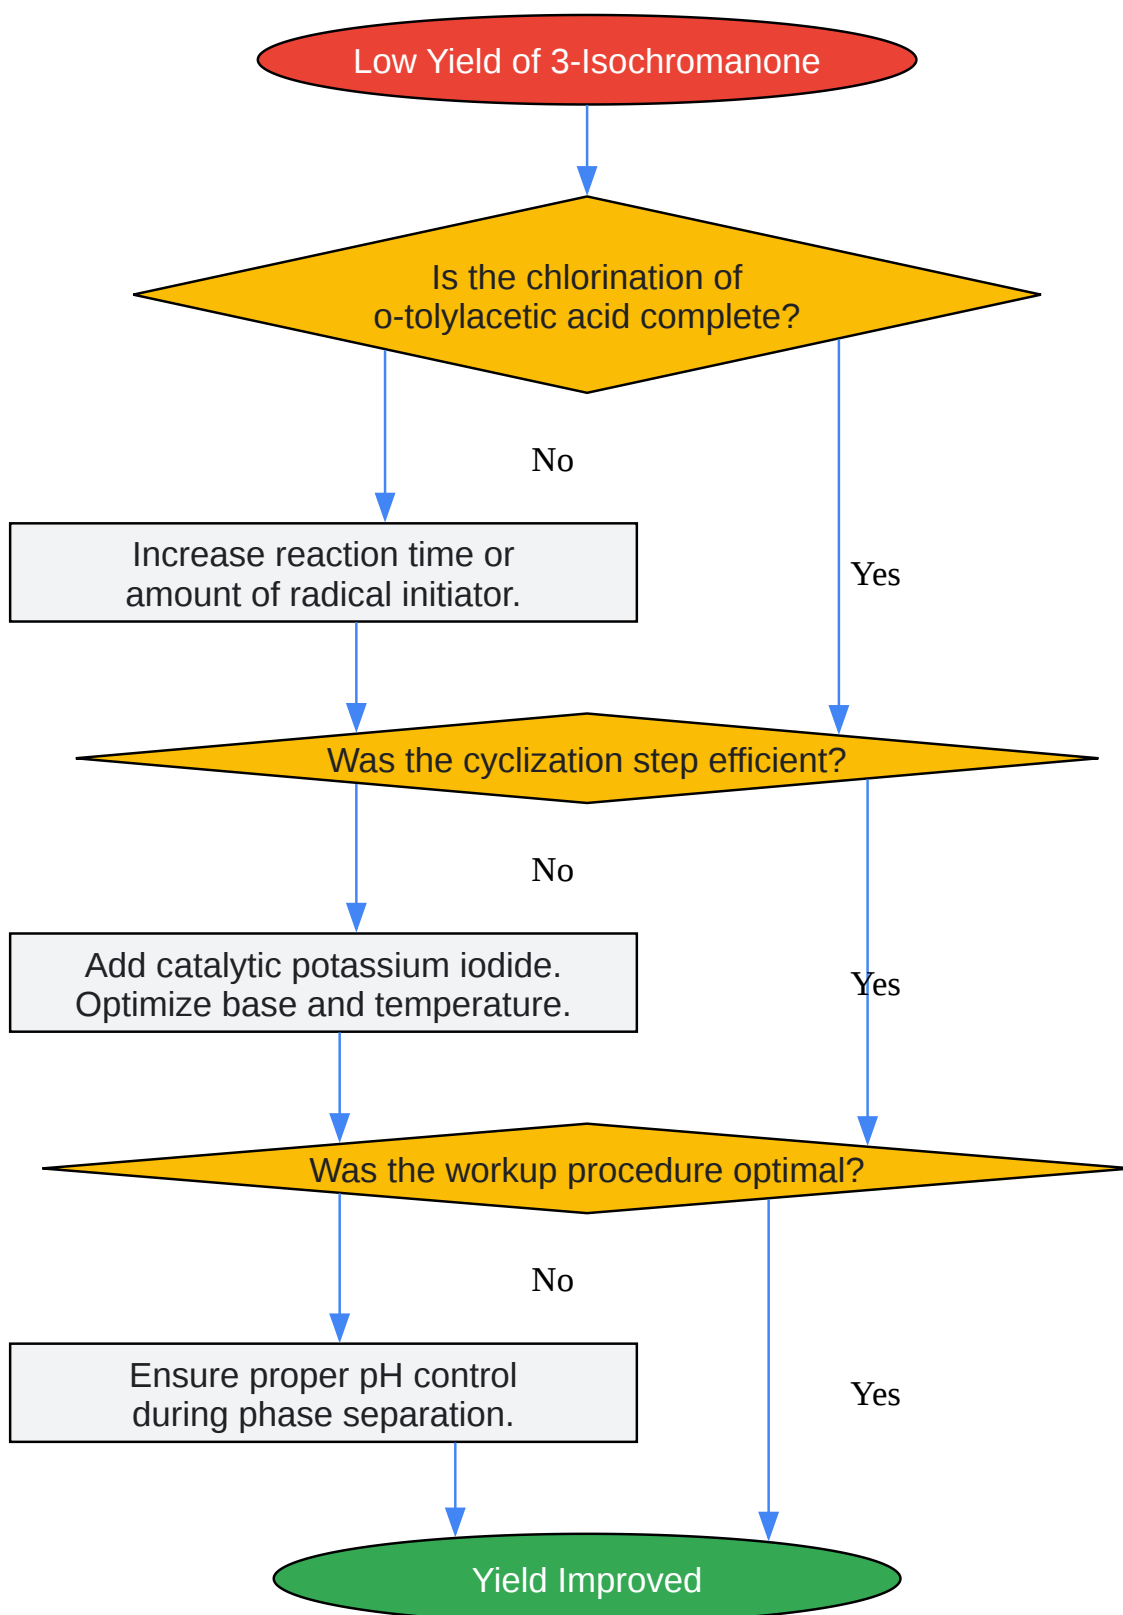 Low Yield of 3-Isochromanone
Is the chlorination of
o-tolylacetic acid complete?
No
Increase reaction time or
amount of radical initiator.
Yes
Was the cyclization step efficient?
No
Add catalytic potassium iodide.
Optimize base and temperature.
Yes
Was the workup procedure optimal?
No
Ensure proper pH control
during phase separation.
Yes
Yield Improved